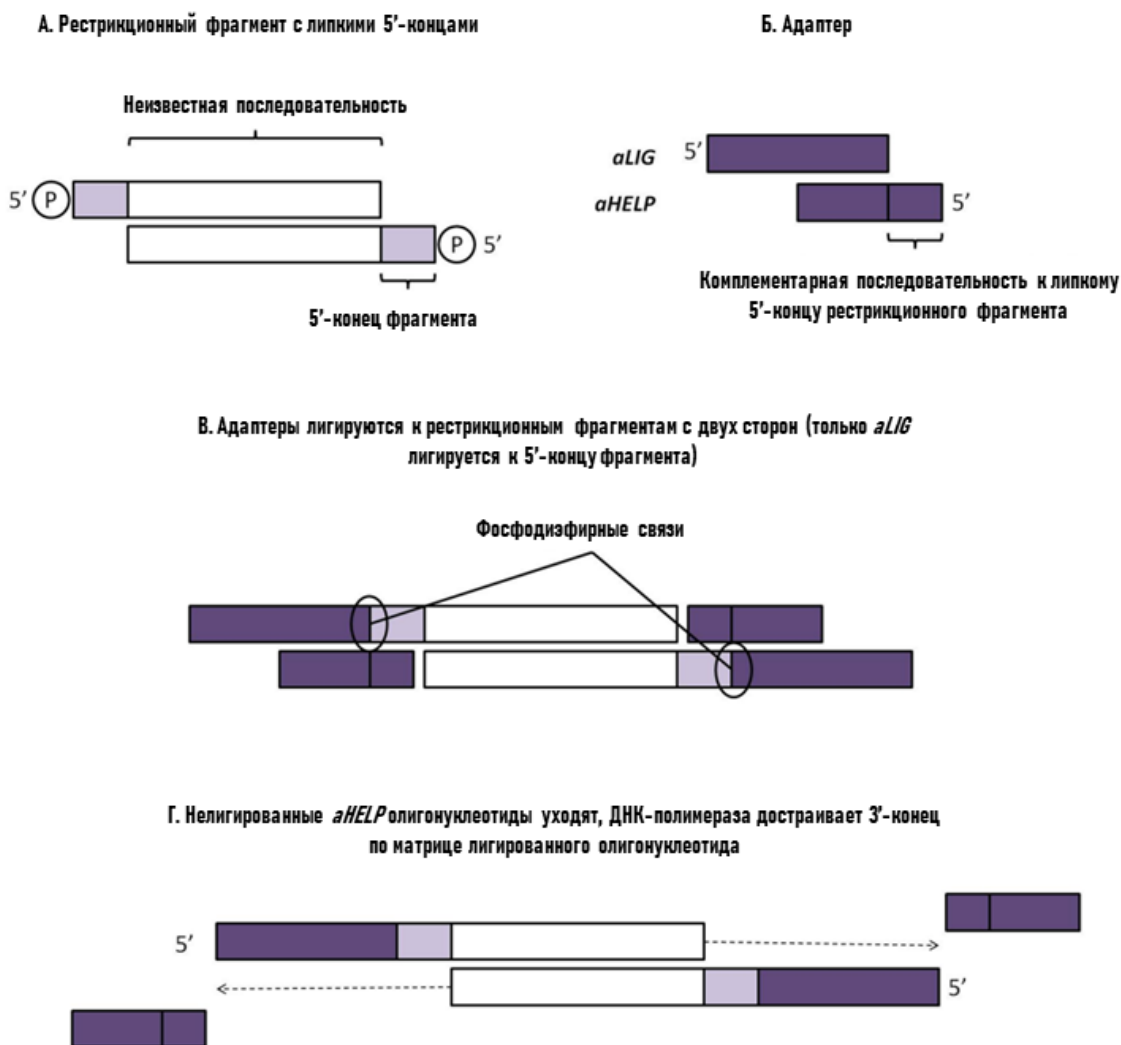 А. Рестрикционный фрагмент с липкими 5’-концами
Б. Адаптер
Неизвестная последовательность
5’ P
P 5’
5’-конец фрагмента
aLIG 5’
aHELP 5’
Комплементарная последовательность к липкому
5’-концу рестрикционного фрагмента
В. Адаптеры лигируются к рестрикционным фрагментам с двух сторон (только aLIG
лигируется к 5’-концу фрагмента)
Фосфодиэфирные связи
Г. Нелигированные aHELP олигонуклеотиды уходят, ДНК-полимераза достраивает 3’-конец
по матрице лигированного олигонуклеотида
5’
5’